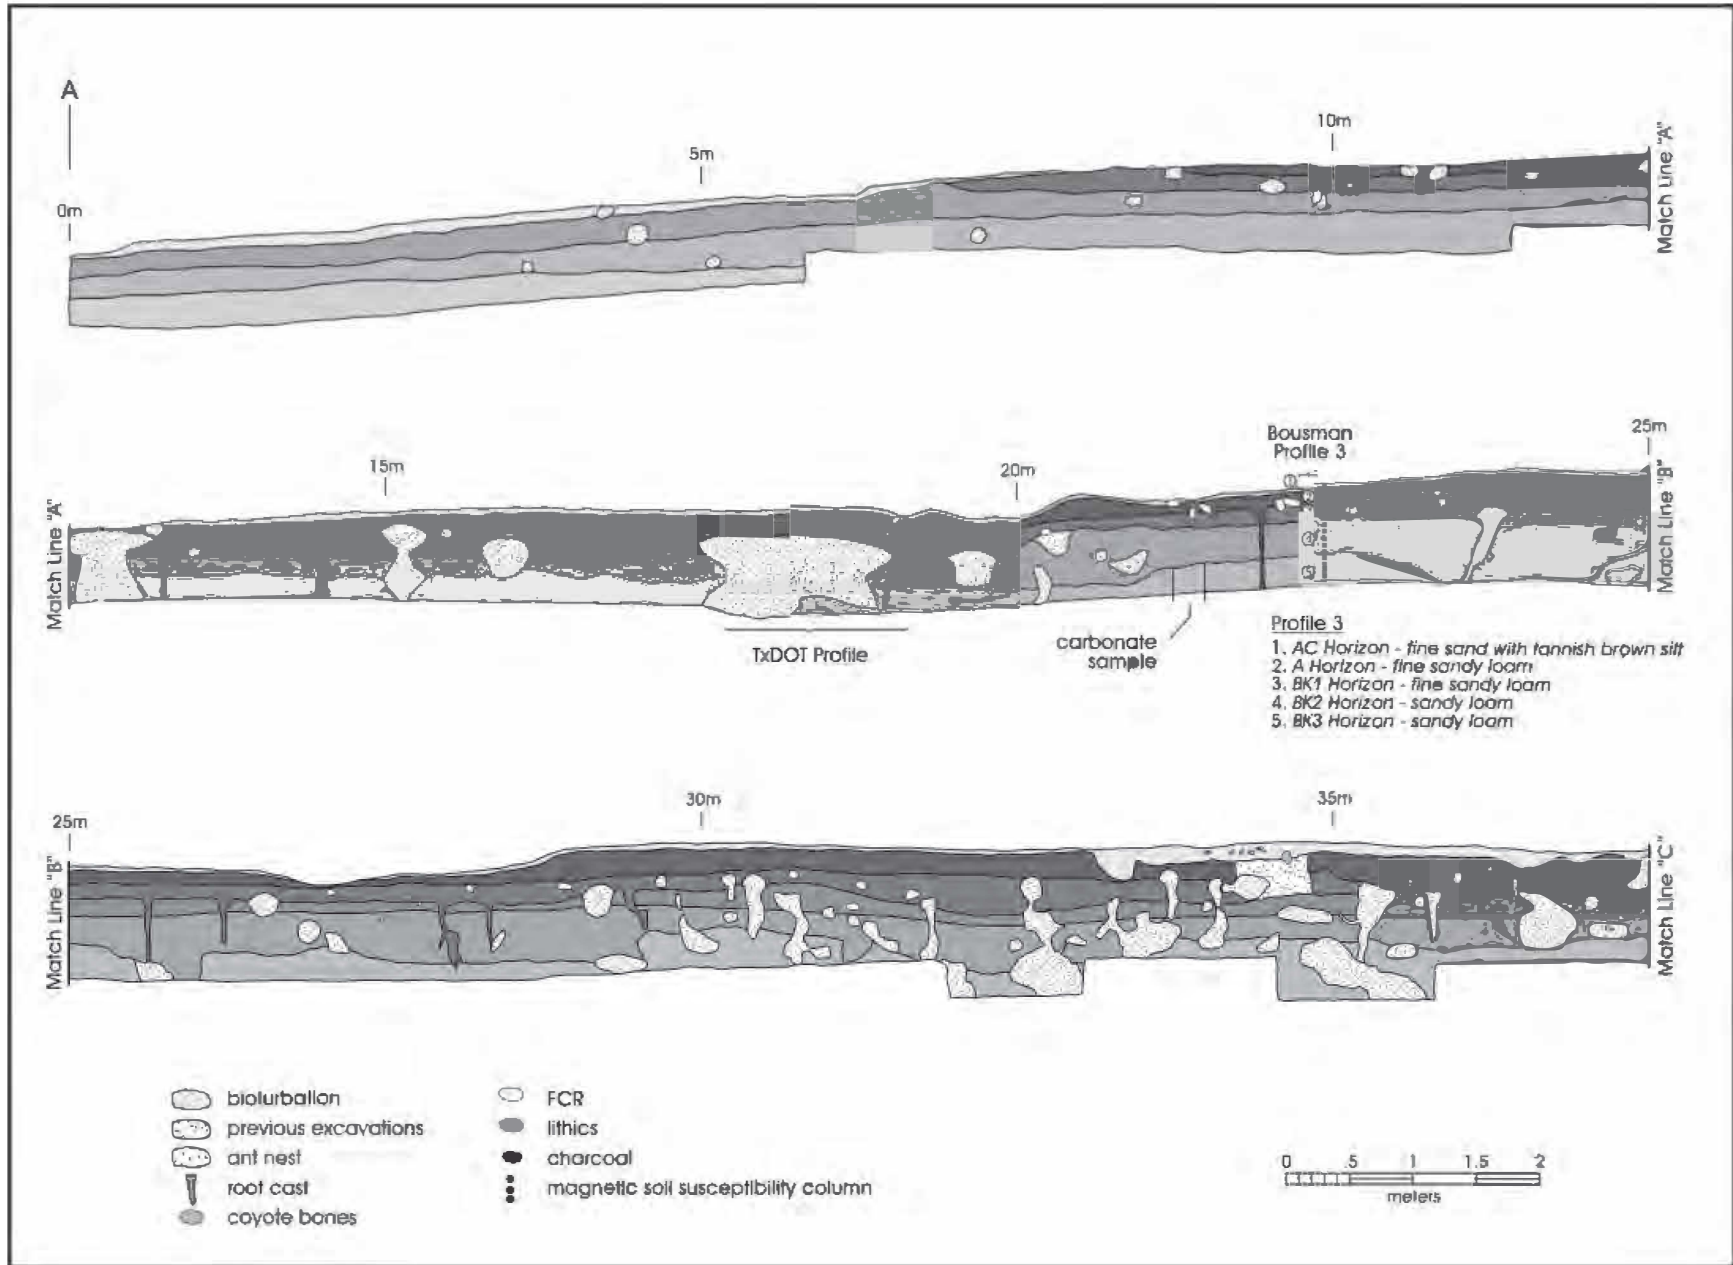 A
0m
5m
10m
Match Line "A"
Match Line "A"
15m
TxDOT Profile
20m
carbonate
sample
Bousman
Profile 3
25m
Match Line "B"
Profile 3
1. AC Horizon - fine sand with tannish brown silt
2. A Horizon - fine sandy loam
3. BK1 Horizon - fine sandy loam
4. BK2 Horizon - sandy loam
5. BK3 Horizon - sandy loam
25m
Match Line "B"
30m
35m
Match Line "C"
bioturbation
previous excavations
ant nest
root cast
coyote bones
FCR
lithics
charcoal
magnetic soil susceptibility column
0 .5 1 1.5 2
meters